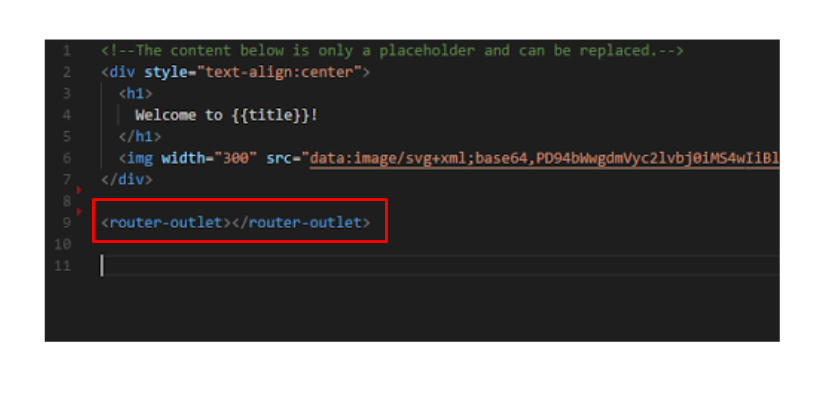 1 <!--The content below is only a placeholder and can be replaced.-->
2 <div style="text-align:center">
3 <h1>
4 Welcome to {{title}}!
5 </h1>
6 <img width="300" src="data:image/svg+xml;base64,PD94bWwgdmVyc2lvbj0iMS4wIiBl
7 </div>
8
9 <router-outlet></router-outlet>
10
11